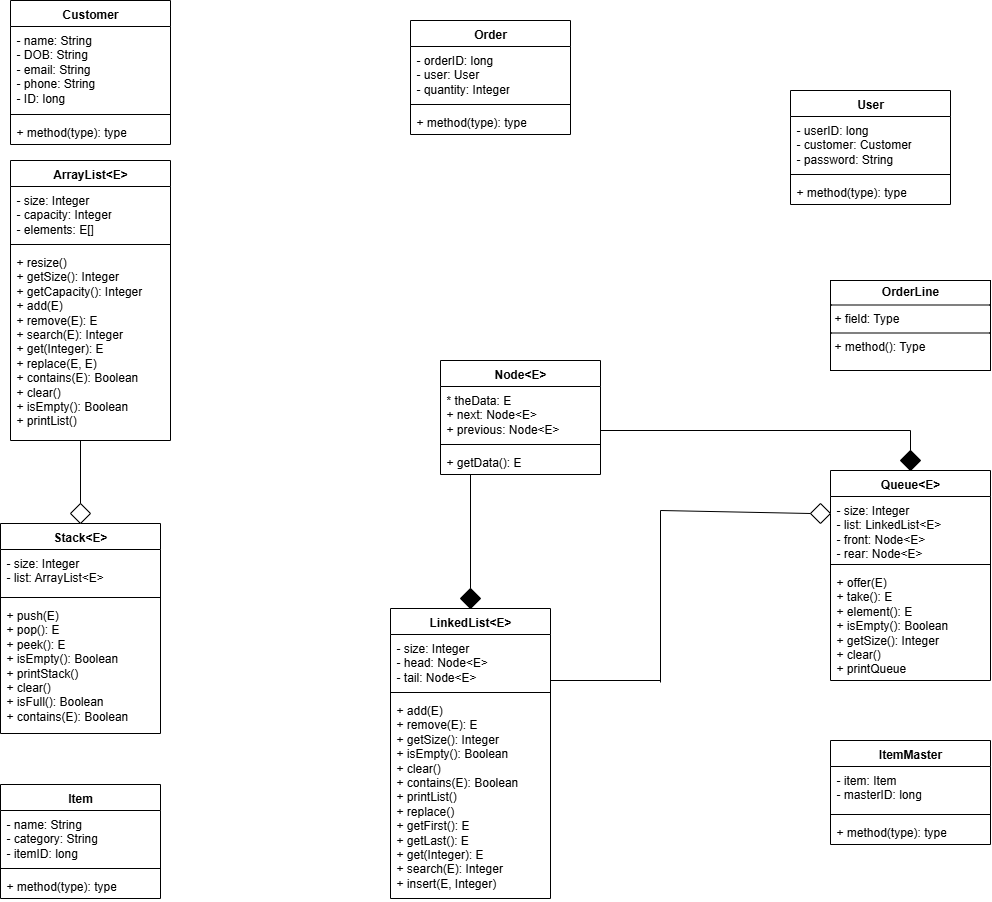 Customer
- name: String
- DOB: String
- email: String
- phone: String
- ID: long
+ method(type): type
Order
- orderID: long
- user: User
- quantity: Integer
+ method(type): type
User
- userID: long
- customer: Customer
- password: String
+ method(type): type
ArrayList<E>
- size: Integer
- capacity: Integer
- elements: E[]
+ resize()
+ getSize(): Integer
+ getCapacity(): Integer
+ add(E)
+ remove(E): E
+ search(E): Integer
+ get(Integer): E
+ replace(E, E)
+ contains(E): Boolean
+ clear()
+ isEmpty(): Boolean
+ printList()
OrderLine
+ field: Type
+ method(): Type
Node<E>
* theData: E
+ next: Node<E>
+ previous: Node<E>
+ getData(): E
Queue<E>
- size: Integer
- list: LinkedList<E>
- front: Node<E>
- rear: Node<E>
+ offer(E)
+ take(): E
+ element(): E
+ isEmpty(): Boolean
+ getSize(): Integer
+ clear()
+ printQueue
Stack<E>
- size: Integer
- list: ArrayList<E>
+ push(E)
+ pop(): E
+ peek(): E
+ isEmpty(): Boolean
+ printStack()
+ clear()
+ isFull(): Boolean
+ contains(E): Boolean
LinkedList<E>
- size: Integer
- head: Node<E>
- tail: Node<E>
+ add(E)
+ remove(E): E
+ getSize(): Integer
+ isEmpty(): Boolean
+ clear()
+ contains(E): Boolean
+ printList()
+ replace()
+ getFirst(): E
+ getLast(): E
+ get(Integer): E
+ search(E): Integer
+ insert(E, Integer)
ItemMaster
- item: Item
- masterID: long
+ method(type): type
Item
- name: String
- category: String
- itemID: long
+ method(type): type